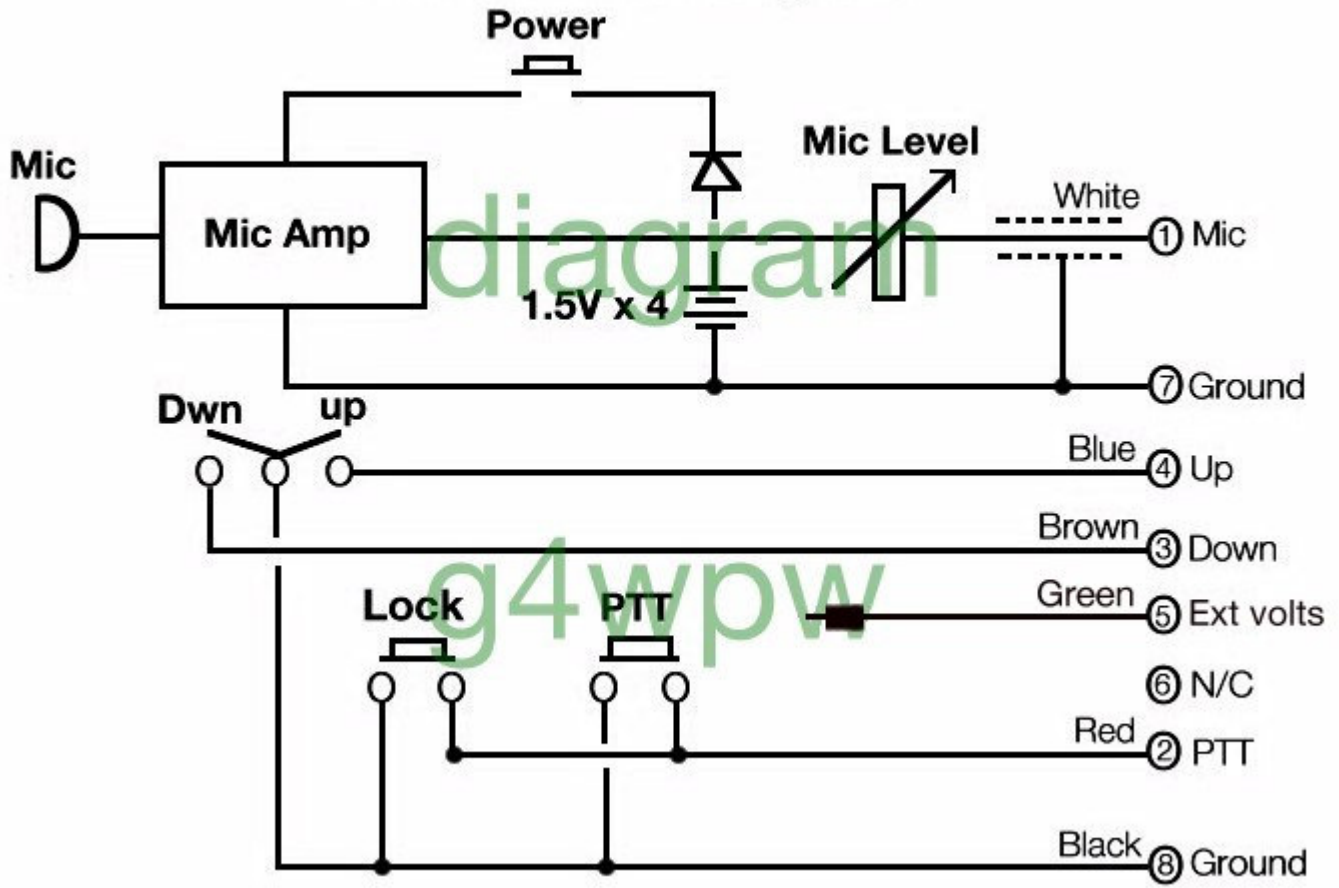 Power
Mic Level
Mic
White
Mic Amp
① Mic
diagram
1.5V x 4
⑦ Ground
Dwn up
Blue
④ Up
Brown
③ Down
g4wpw
Green
Lock PTT
⑤ Ext volts
⑥ N/C
Red
② PTT
Black
⑧ Ground